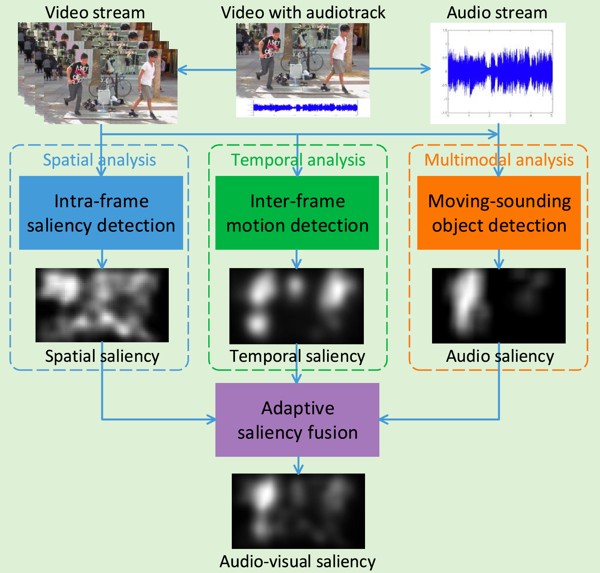 Video stream
Video with audiotrack
Audio stream
Spatial analysis
Temporal analysis
Multimodal analysis
Intra-frame
saliency detection
Inter-frame
motion detection
Moving-sounding
object detection
Spatial saliency
Temporal saliency
Audio saliency
Adaptive
saliency fusion
Audio-visual saliency